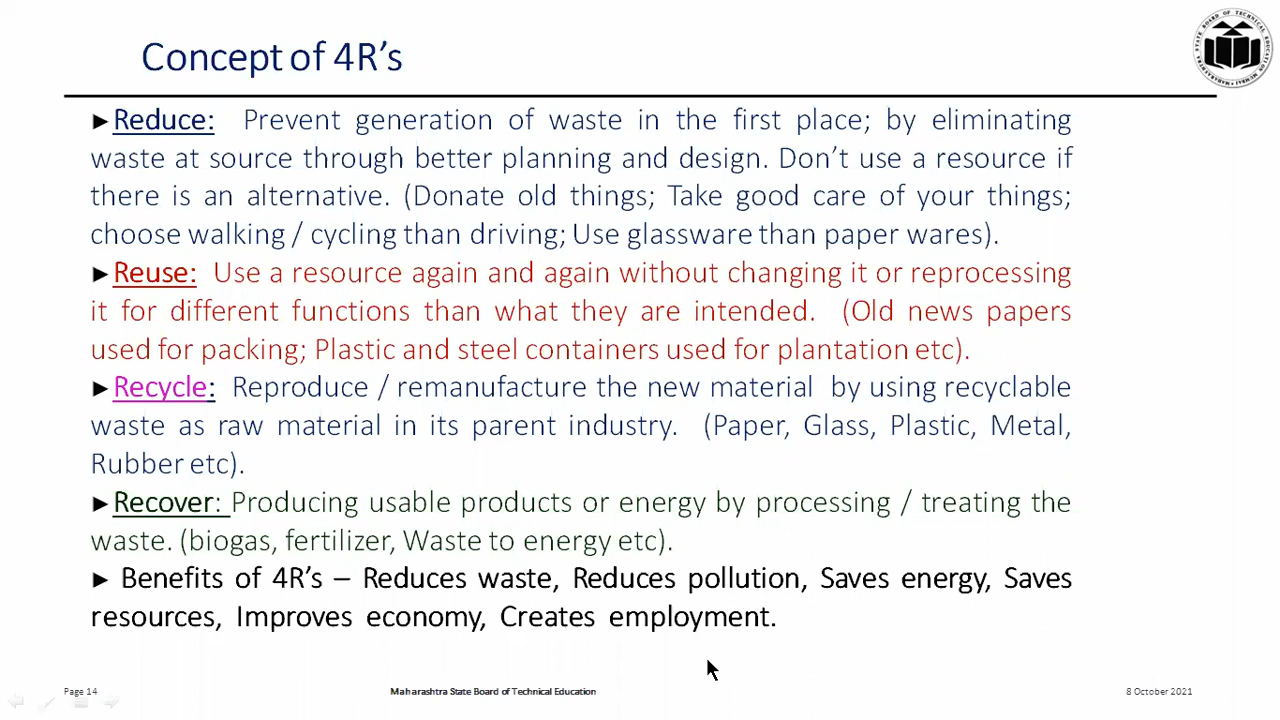 Concept of 4R's
►Reduce: Prevent generation of waste in the first place; by eliminating
waste at source through better planning and design. Don't use a resource if
there is an alternative. (Donate old things; Take good care of your things;
choose walking / cycling than driving; Use glassware than paper wares).
►Reuse: Use a resource again and again without changing it or reprocessing
it for different functions than what they are intended. (Old news papers
used for packing; Plastic and steel containers used for plantation etc).
►Recycle: Reproduce / remanufacture the new material by using recyclable
waste as raw material in its parent industry. (Paper, Glass, Plastic, Metal,
Rubber etc).
►Recover: Producing usable products or energy by processing / treating the
waste. (biogas, fertilizer, Waste to energy etc).
► Benefits of 4R's – Reduces waste, Reduces pollution, Saves energy, Saves
resources, Improves economy, Creates employment.
Page 14
Maharashtra State Board of Technical Education
8 October 2021